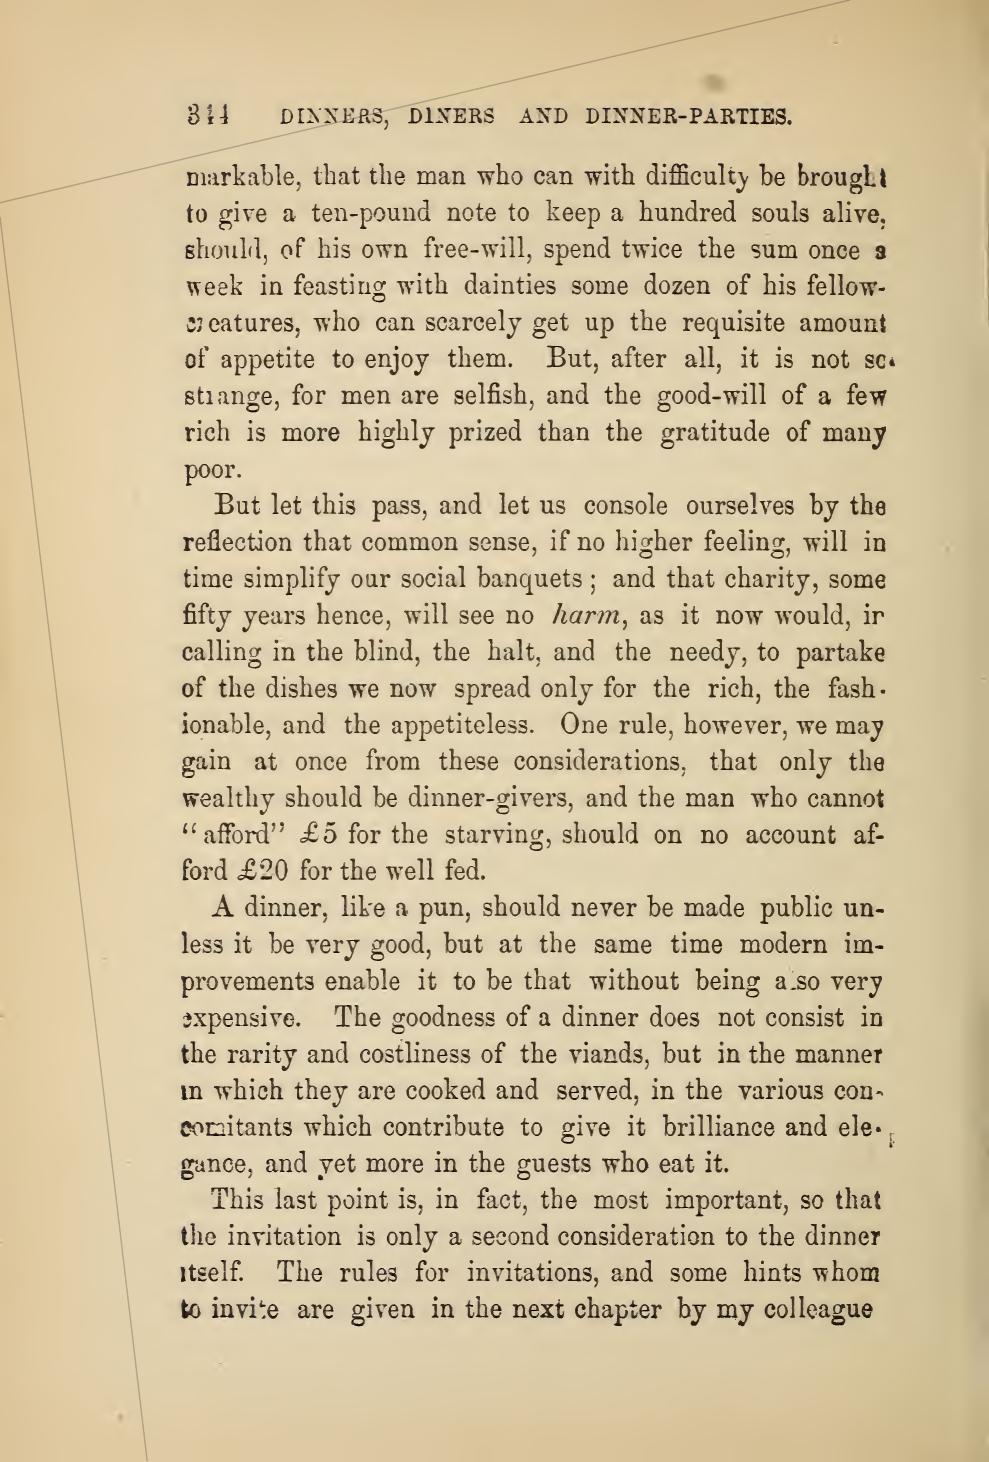 344 DINNERS, DINERS AND DINNER-PARTIES.
markable, that the man who can with difficulty be brought
to give a ten-pound note to keep a hundred souls alive,
should, of his own free-will, spend twice the sum once a
week in feasting with dainties some dozen of his fellow-
creatures, who can scarcely get up the requisite amount
of appetite to enjoy them. But, after all, it is not so
strange, for men are selfish, and the good-will of a few
rich is more highly prized than the gratitude of many
poor.
But let this pass, and let us console ourselves by the
reflection that common sense, if no higher feeling, will in
time simplify our social banquets; and that charity, some
fifty years hence, will see no harm, as it now would, in
calling in the blind, the halt, and the needy, to partake
of the dishes we now spread only for the rich, the fash-
ionable, and the appetiteless. One rule, however, we may
gain at once from these considerations, that only the
wealthy should be dinner-givers, and the man who cannot
"afford" £5 for the starving, should on no account af-
ford £20 for the well fed.
A dinner, like a pun, should never be made public un-
less it be very good, but at the same time modern im-
provements enable it to be that without being also very
expensive. The goodness of a dinner does not consist in
the rarity and costliness of the viands, but in the manner
in which they are cooked and served, in the various con-
comitants which contribute to give it brilliance and ele-
gance, and yet more in the guests who eat it.
This last point is, in fact, the most important, so that
the invitation is only a second consideration to the dinner
itself. The rules for invitations, and some hints whom
to invite are given in the next chapter by my colleague